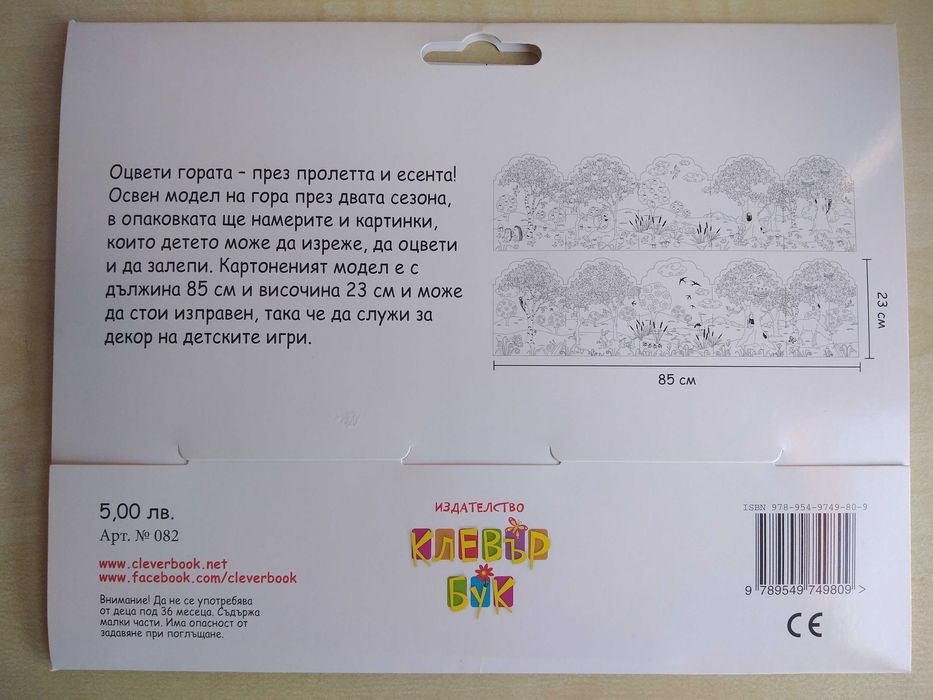 Оцвети гората – през пролетта и есента!
Освен модел на гора през двата сезона,
в опаковката ще намерите и картинки,
които детето може да изреже, да оцвети
и да залепи. Картоненият модел е с
дължина 85 см и височина 23 см и може
да стои изправен, така че да служи за
декор на детските игри.
23 см
85 см
5,00 лв.
Арт. № 082
www.cleverbook.net
www.facebook.com/cleverbook
Внимание! Да не се употребява
от деца под 36 месеца. Съдържа
малки части. Има опасност от
задавяне при поглъщане.
ИЗДАТЕЛСТВО
КЛЕВЪР
БУК
ISBN 978-954-9749-80-9
9 789549 749809 >
CE